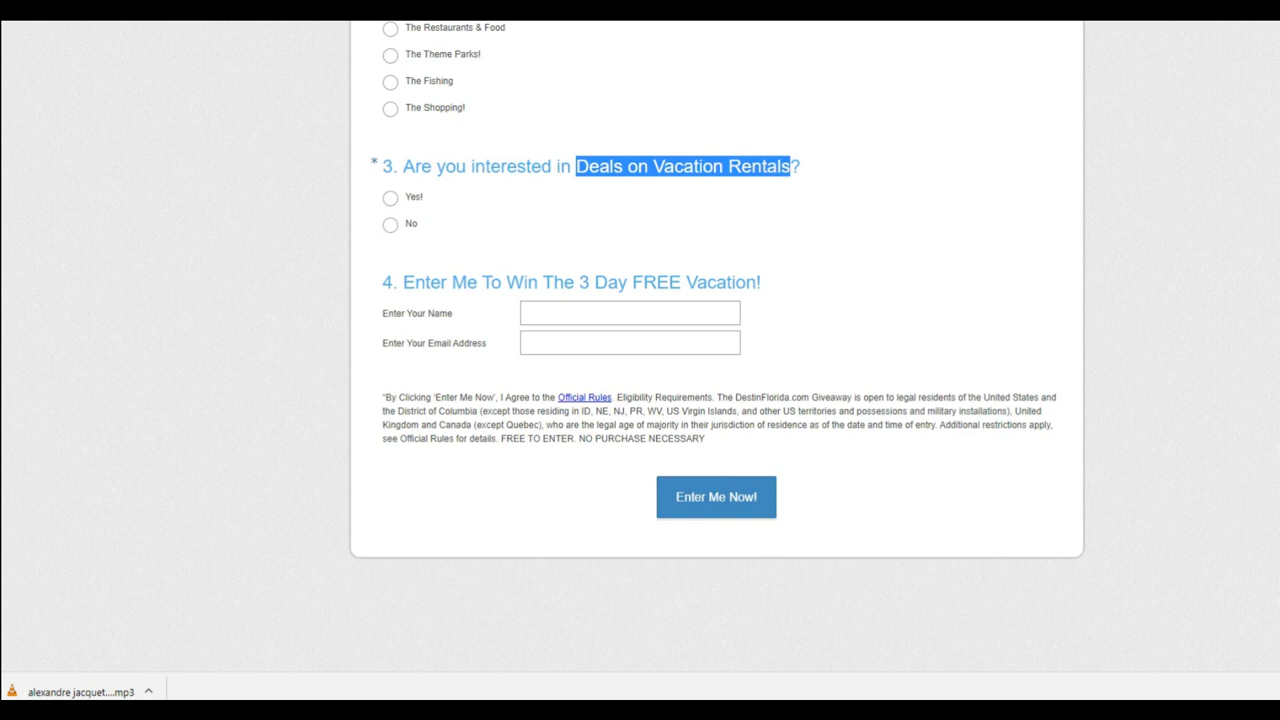 The Restaurants & Food
The Theme Parks!
The Fishing
The Shopping!
* 3. Are you interested in Deals on Vacation Rentals?
Yes!
No
4. Enter Me To Win The 3 Day FREE Vacation!
Enter Your Name
Enter Your Email Address
“By Clicking ‘Enter Me Now’, I Agree to the Official Rules. Eligibility Requirements. The DestinFlorida.com Giveaway is open to legal residents of the United States and
the District of Columbia (except those residing in ID, NE, NJ, PR, WV, US Virgin Islands, and other US territories and possessions and military installations), United
Kingdom and Canada (except Quebec), who are the legal age of majority in their jurisdiction of residence as of the date and time of entry. Additional restrictions apply,
see Official Rules for details. FREE TO ENTER. NO PURCHASE NECESSARY
Enter Me Now!
alexandre jacquet....mp3